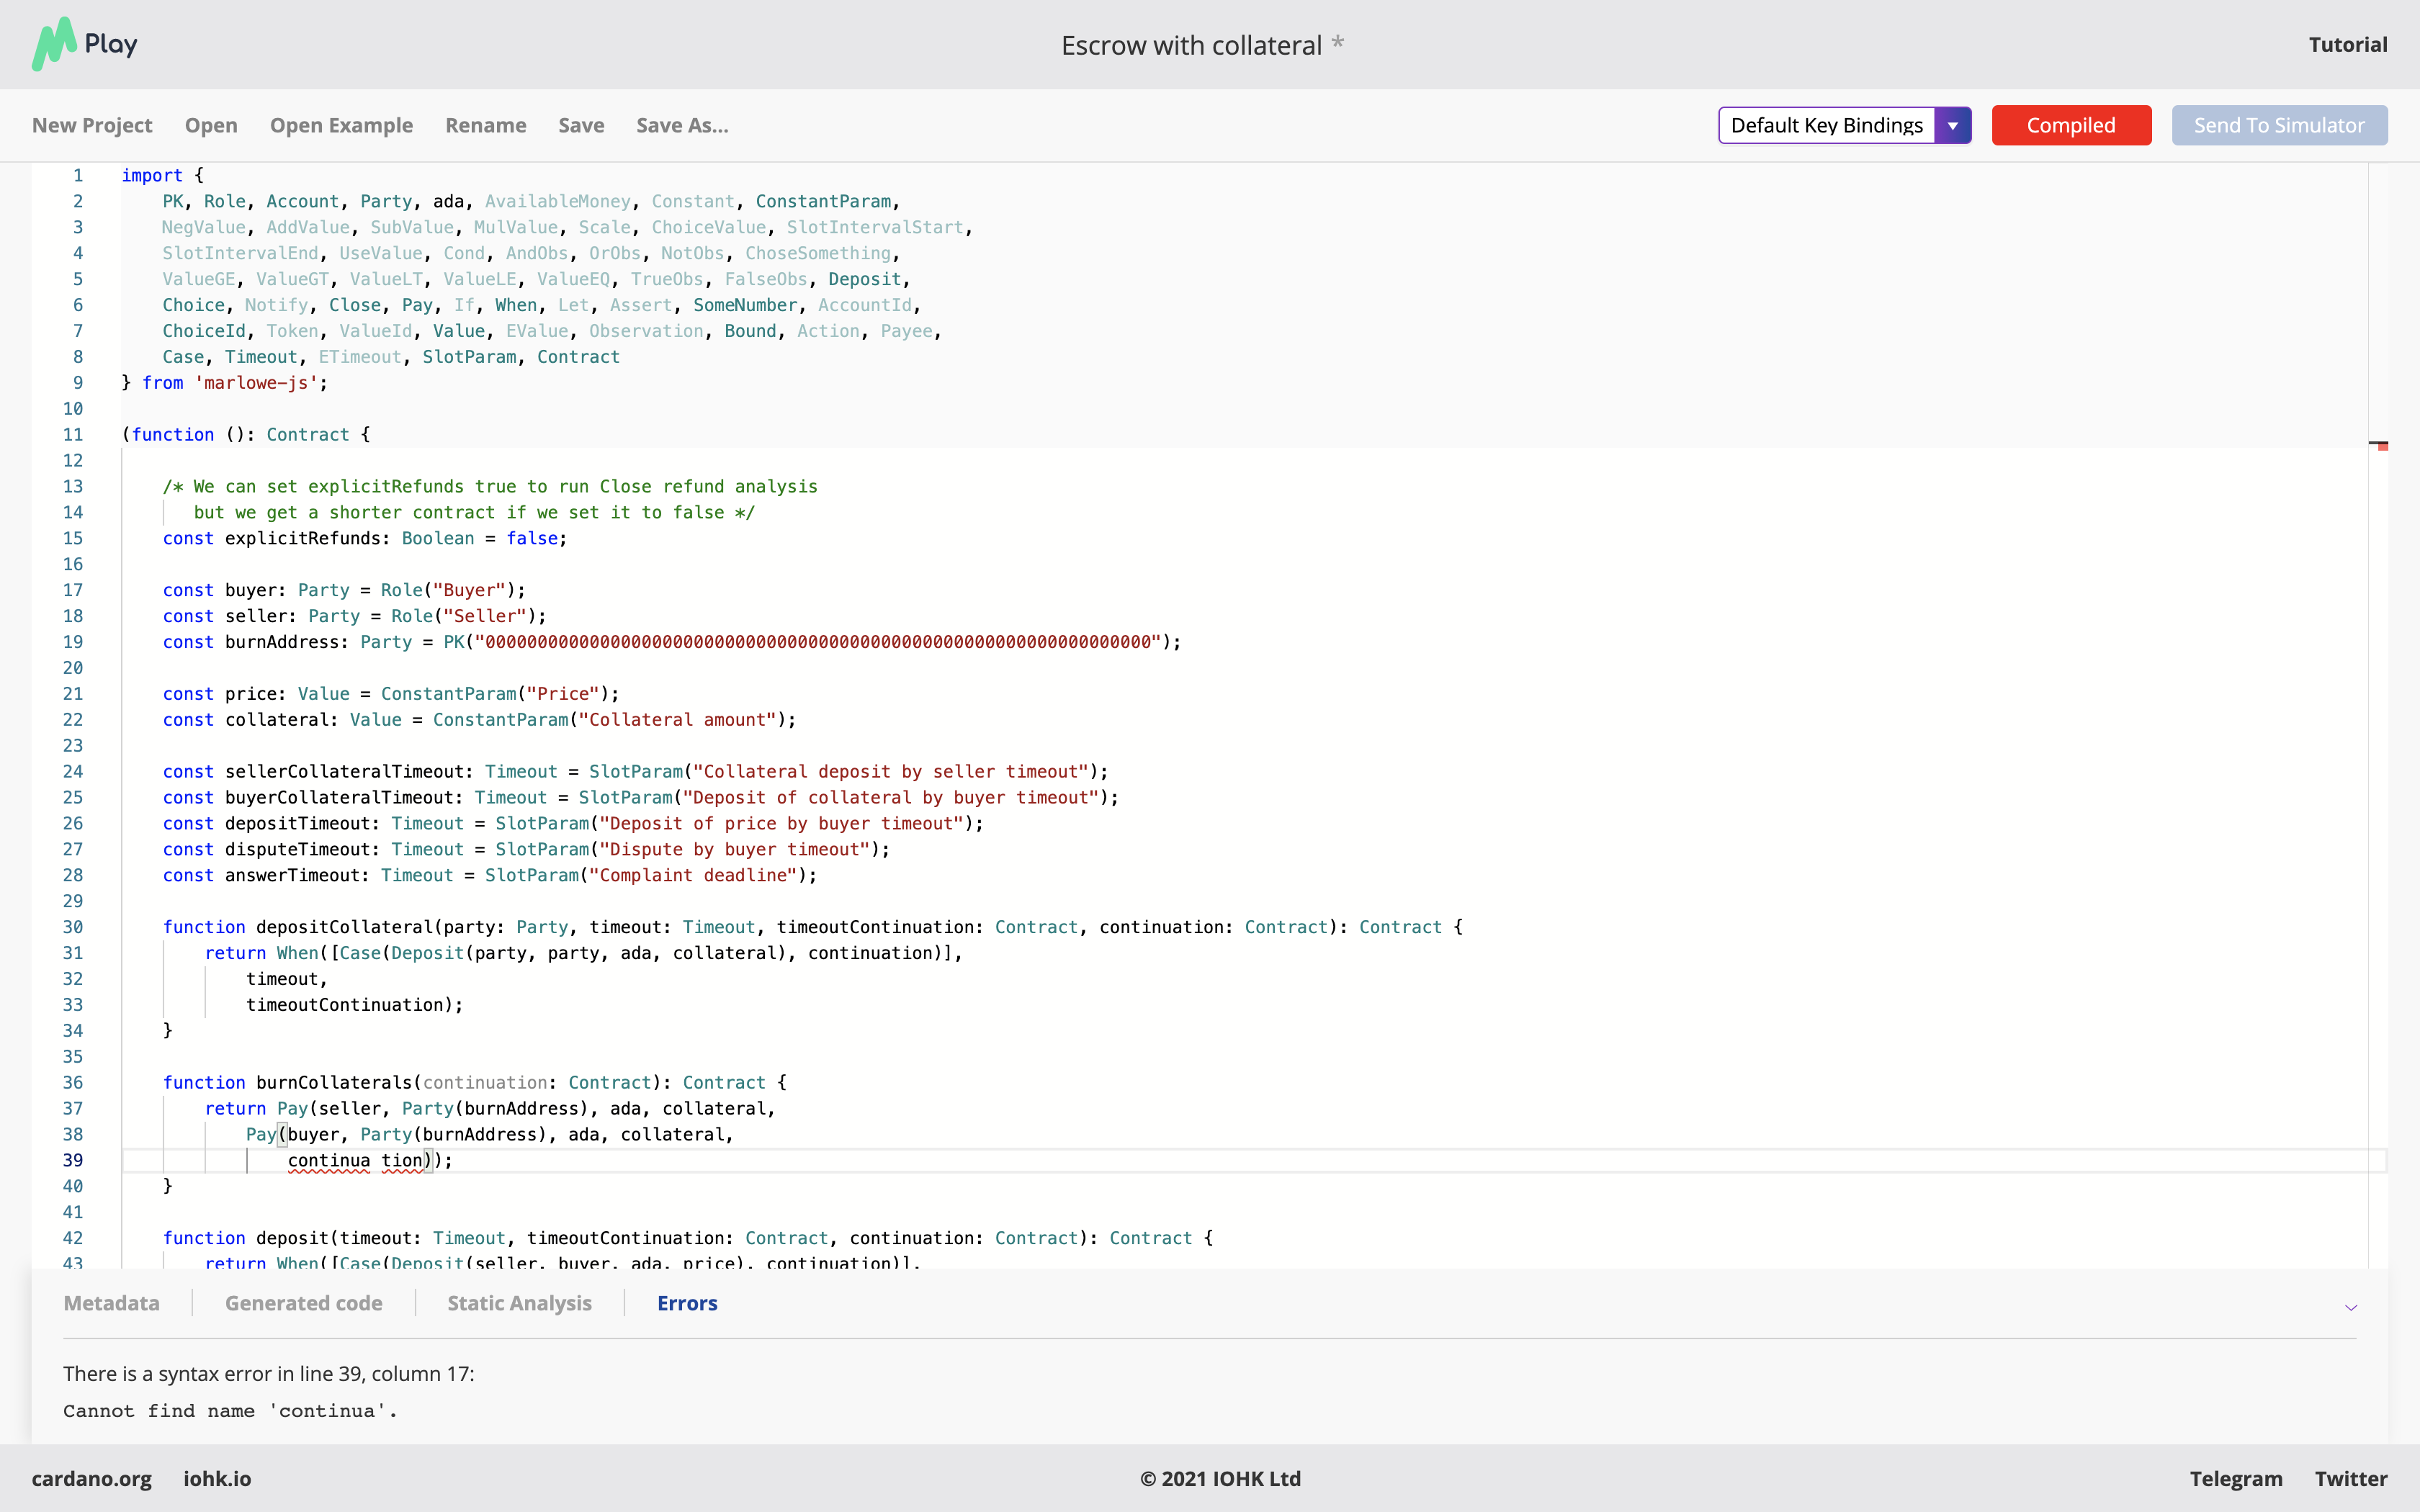 Play
Escrow with collateral *
Tutorial
New Project Open Open Example Rename Save Save As...
Default Key Bindings ▼ Compiled Send To Simulator
1 import {
2 PK, Role, Account, Party, ada, AvailableMoney, Constant, ConstantParam,
3 NegValue, AddValue, SubValue, MulValue, Scale, ChoiceValue, SlotIntervalStart,
4 SlotIntervalEnd, UseValue, Cond, AndObs, OrObs, NotObs, ChoseSomething,
5 ValueGE, ValueGT, ValueLT, ValueLE, ValueEQ, TrueObs, FalseObs, Deposit,
6 Choice, Notify, Close, Pay, If, When, Let, Assert, SomeNumber, AccountId,
7 ChoiceId, Token, ValueId, Value, EValue, Observation, Bound, Action, Payee,
8 Case, Timeout, ETimeout, SlotParam, Contract
9 } from 'marlowe-js';
10
11 (function (): Contract {
12
13 /* We can set explicitRefunds true to run Close refund analysis
14 but we get a shorter contract if we set it to false */
15 const explicitRefunds: Boolean = false;
16
17 const buyer: Party = Role("Buyer");
18 const seller: Party = Role("Seller");
19 const burnAddress: Party = PK("0000000000000000000000000000000000000000000000000000000000000000");
20
21 const price: Value = ConstantParam("Price");
22 const collateral: Value = ConstantParam("Collateral amount");
23
24 const sellerCollateralTimeout: Timeout = SlotParam("Collateral deposit by seller timeout");
25 const buyerCollateralTimeout: Timeout = SlotParam("Deposit of collateral by buyer timeout");
26 const depositTimeout: Timeout = SlotParam("Deposit of price by buyer timeout");
27 const disputeTimeout: Timeout = SlotParam("Dispute by buyer timeout");
28 const answerTimeout: Timeout = SlotParam("Complaint deadline");
29
30 function depositCollateral(party: Party, timeout: Timeout, timeoutContinuation: Contract, continuation: Contract): Contract {
31 return When([Case(Deposit(party, party, ada, collateral), continuation)],
32 timeout,
33 timeoutContinuation);
34 }
35
36 function burnCollaterals(continuation: Contract): Contract {
37 return Pay(seller, Party(burnAddress), ada, collateral,
38 Pay(buyer, Party(burnAddress), ada, collateral,
39 continua tion));
40 }
41
42 function deposit(timeout: Timeout, timeoutContinuation: Contract, continuation: Contract): Contract {
43 return When([Case(Deposit(seller, buyer, ada, price), continuation)],
Metadata Generated code Static Analysis Errors
There is a syntax error in line 39, column 17:
Cannot find name 'continua'.
cardano.org iohk.io © 2021 IOHK Ltd Telegram Twitter